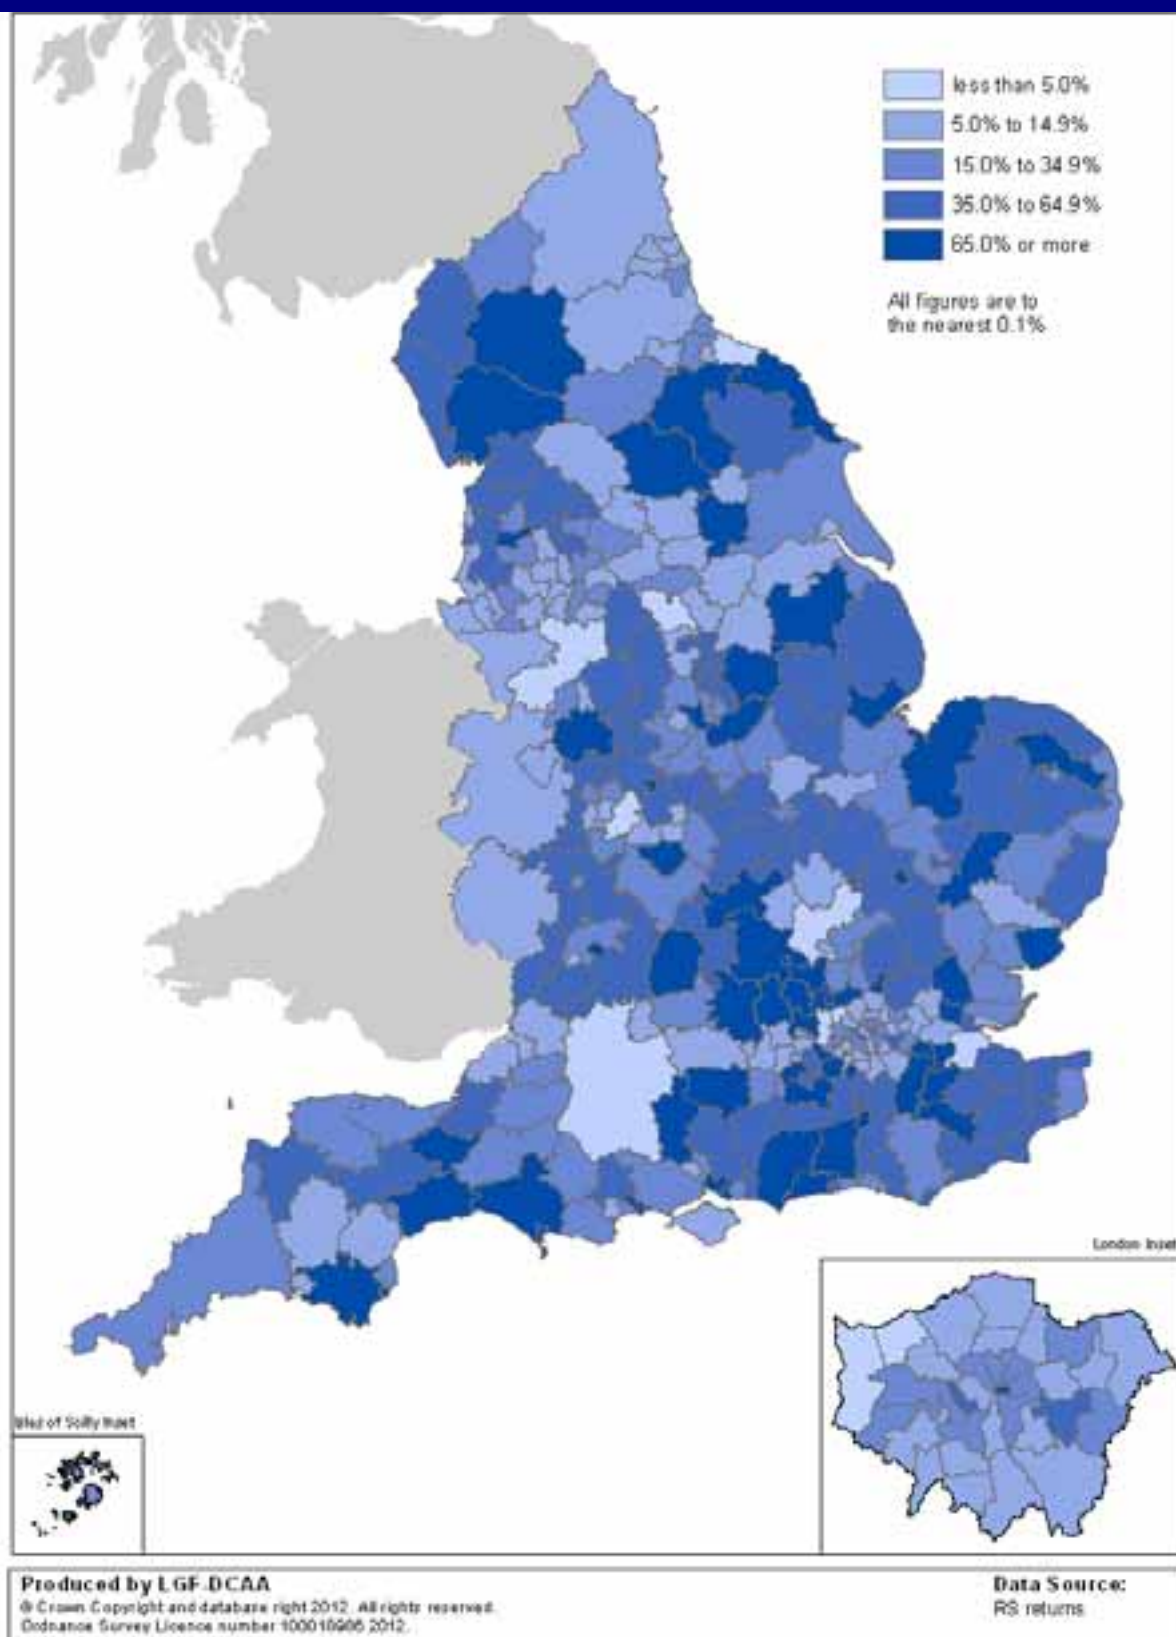 less than 5.0%
5.0% to 14.9%
15.0% to 34.9%
35.0% to 64.9%
65.0% or more
All figures are to
the nearest 0.1%
London Inset
Isles of Scilly Inset
Produced by LGF-DCAA
© Crown Copyright and database right 2012. All rights reserved.
Ordnance Survey Licence number 2012.
Data Source:
RS returns